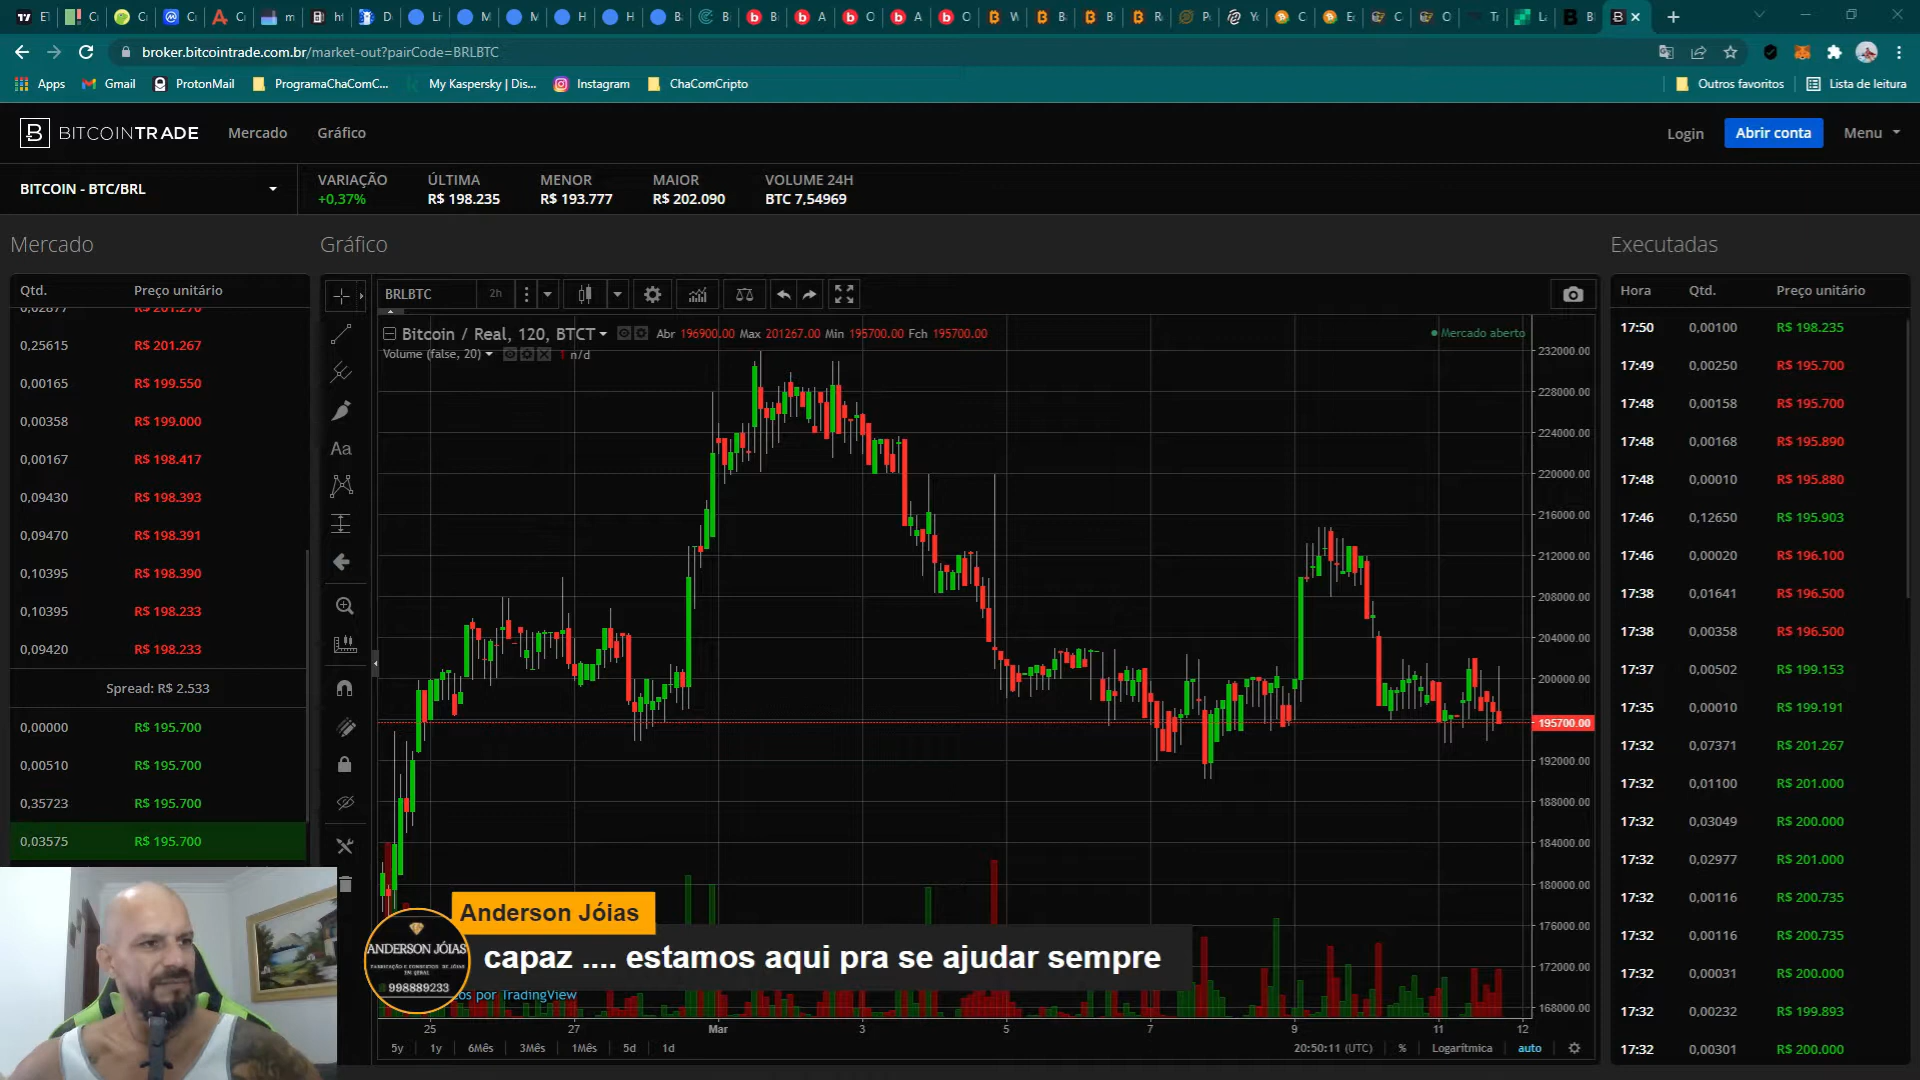 broker.bitcointrade.com.br/market-out?pairCode=BRLBTC
Apps
Gmail
ProtonMail
ProgramaChaComC...
My Kaspersky | Dis...
Instagram
ChaComCripto
Outros favoritos
Lista de leitura
BITCOINTRADE
Mercado
Gráfico
Login
Abrir conta
Menu
BITCOIN - BTC/BRL
VARIAÇÃO
+0,37%
ÚLTIMA
R$ 198.235
MENOR
R$ 193.777
MAIOR
R$ 202.090
VOLUME 24H
BTC 7,54969
Mercado
Qtd. Preço unitário
R$ 201.270
0,25615 R$ 201.267
0,00165 R$ 199.550
0,00358 R$ 199.000
0,00167 R$ 198.417
0,09430 R$ 198.393
0,09470 R$ 198.391
0,10395 R$ 198.390
0,10395 R$ 198.233
0,09420 R$ 198.233
Spread: R$ 2.533
0,00000 R$ 195.700
0,00510 R$ 195.700
0,35723 R$ 195.700
0,03575 R$ 195.700
Gráfico
BRLBTC 2h
Bitcoin / Real, 120, BTCT Abr 196900.00 Max 201267.00 Min 195700.00 Fch 195700.00
Volume (false, 20) n/d
Mercado aberto
Aa
232000.00
228000.00
224000.00
220000.00
216000.00
212000.00
208000.00
204000.00
200000.00
195700.00
192000.00
188000.00
184000.00
180000.00
176000.00
172000.00
168000.00
25 27 Mar 3 5 7 9 11 12
5y 1y 6Mês 3Mês 1Mês 5d 1d
20:50:11 (UTC) % Logarítmica auto
Executadas
Hora Qtd. Preço unitário
17:50 0,00100 R$ 198.235
17:49 0,00250 R$ 195.700
17:48 0,00158 R$ 195.700
17:48 0,00168 R$ 195.890
17:48 0,00010 R$ 195.880
17:46 0,12650 R$ 195.903
17:46 0,00020 R$ 196.100
17:38 0,01641 R$ 196.500
17:38 0,00358 R$ 196.500
17:37 0,00502 R$ 199.153
17:35 0,00010 R$ 199.191
17:32 0,07371 R$ 201.267
17:32 0,01100 R$ 201.000
17:32 0,03049 R$ 200.000
17:32 0,02977 R$ 201.000
17:32 0,00116 R$ 200.735
17:32 0,00116 R$ 200.735
17:32 0,00031 R$ 200.000
17:32 0,00232 R$ 199.893
17:32 0,00301 R$ 200.000
Anderson Jóias
capaz .... estamos aqui pra se ajudar sempre
ANDERSON JÓIAS
998889233
os por TradingView